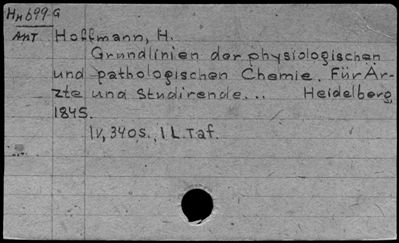 Hn 699 G
ANT Hoffmann, H.
Grundlinien der physiologischen
und pathologischen Chemie. Für Är-
zte und Studirende... Heidelberg,
1845.
IV, 340 s., 1 L. Taf.